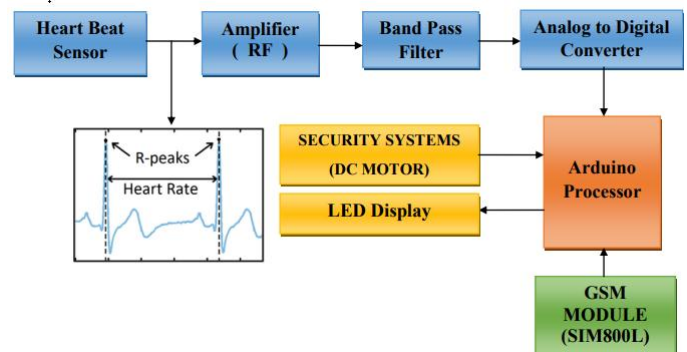 Heart Beat
Sensor
Amplifier
( RF )
Band Pass
Filter
Analog to Digital
Converter
R-peaks
Heart Rate
SECURITY SYSTEMS
(DC MOTOR)
LED Display
Arduino
Processor
GSM
MODULE
(SIM800L)